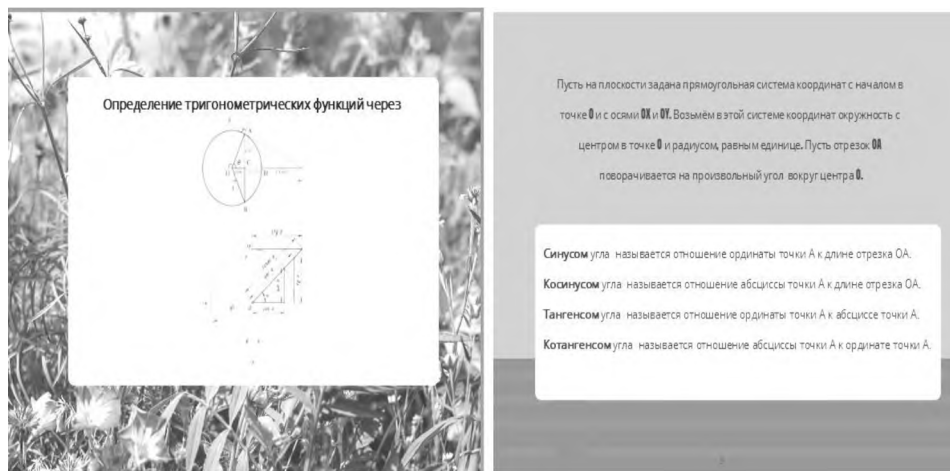 Определение тригонометрических функций через
Пусть на плоскости задана прямоугольная система координат с началом в
точке O и с осями OX и OY. Возьмём в этой системе координат окружность с
центром в точке O и радиусом, равным единице. Пусть отрезок OA
поворачивается на произвольный угол вокруг центра O.
Синусом угла называется отношение ординаты точки А к длине отрезка ОА.
Косинусом угла называется отношение абсциссы точки А к длине отрезка ОА.
Тангенсом угла называется отношение ординаты точки А к абсциссе точки А.
Котангенсом угла называется отношение абсциссы точки А к ординате точки А.